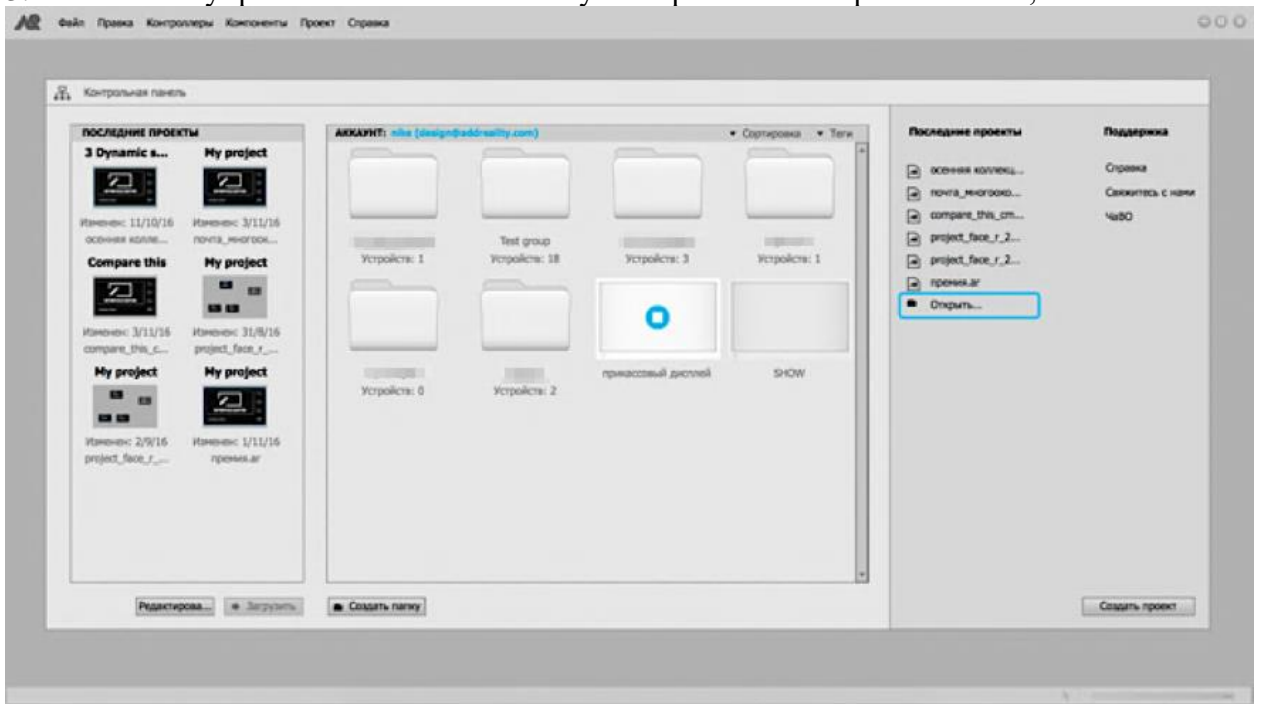 Файл Правка Контроллеры Компоненты Проект Справка
Контрольная панель
ПОСЛЕДНИЕ ПРОЕКТЫ
3 Dynamic s... My project
Изменен: 11/10/16 Изменен: 3/11/16
осенняя колле... почта_многоок...
Compare this My project
Изменен: 3/11/16 Изменен: 31/8/16
compare_this_c... project_face_r_...
My project My project
Изменен: 2/9/16 Изменен: 1/11/16
project_face_r_... премия.ar
Редактирова... Загрузить
АККАУНТ: nike (design@addreality.com) Сортировка Теги
Test group
Устройств: 1 Устройств: 18 Устройств: 3 Устройств: 1
прикассовый дисплей SHOW
Устройств: 0 Устройств: 2
Создать папку
Последние проекты
осенняя коллекц...
почта_многооко...
compare_this_cm...
project_face_r_2...
project_face_r_2...
премия.ar
Открыть...
Поддержка
Справка
Свяжитесь с нами
ЧаВО
Создать проект